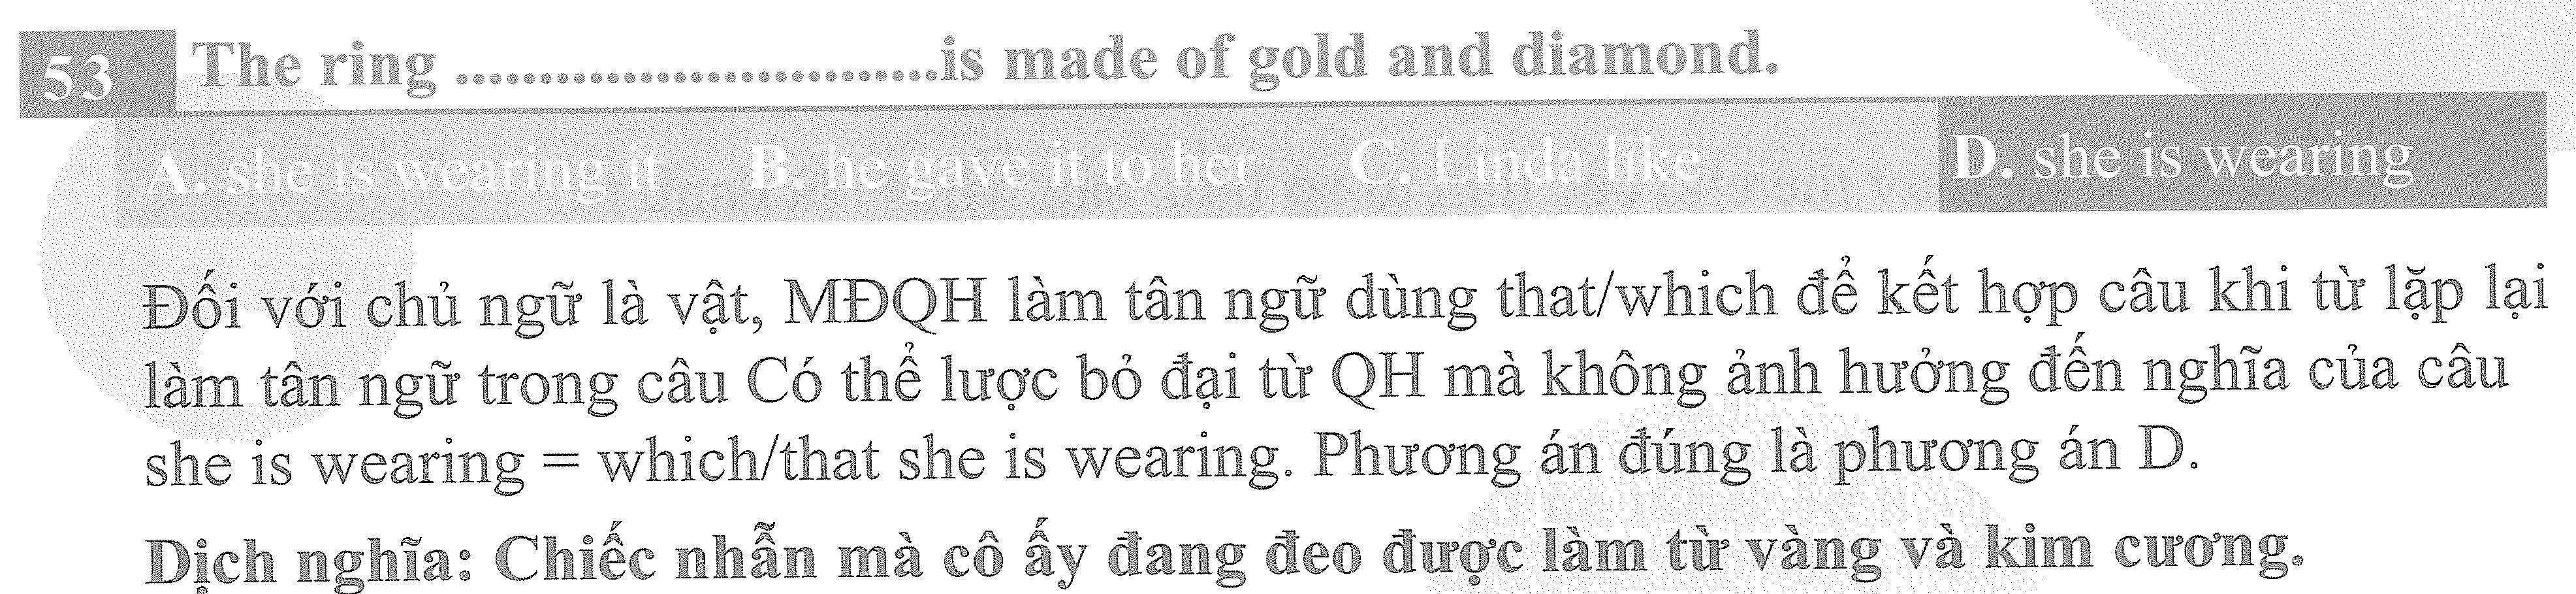 53 The ring .............................is made of gold and diamond.
A. she is wearing it B. he gave it to her C. Linda like D. she is wearing
Đối với chủ ngữ là vật, MĐQH làm tân ngữ dùng that/which để kết hợp câu khi từ lặp lại
làm tân ngữ trong câu Có thể lược bỏ đại từ QH mà không ảnh hưởng đến nghĩa của câu
she is wearing = which/that she is wearing. Phương án đúng là phương án D.
Dịch nghĩa: Chiếc nhẫn mà cô ấy đang đeo được làm từ vàng và kim cương.